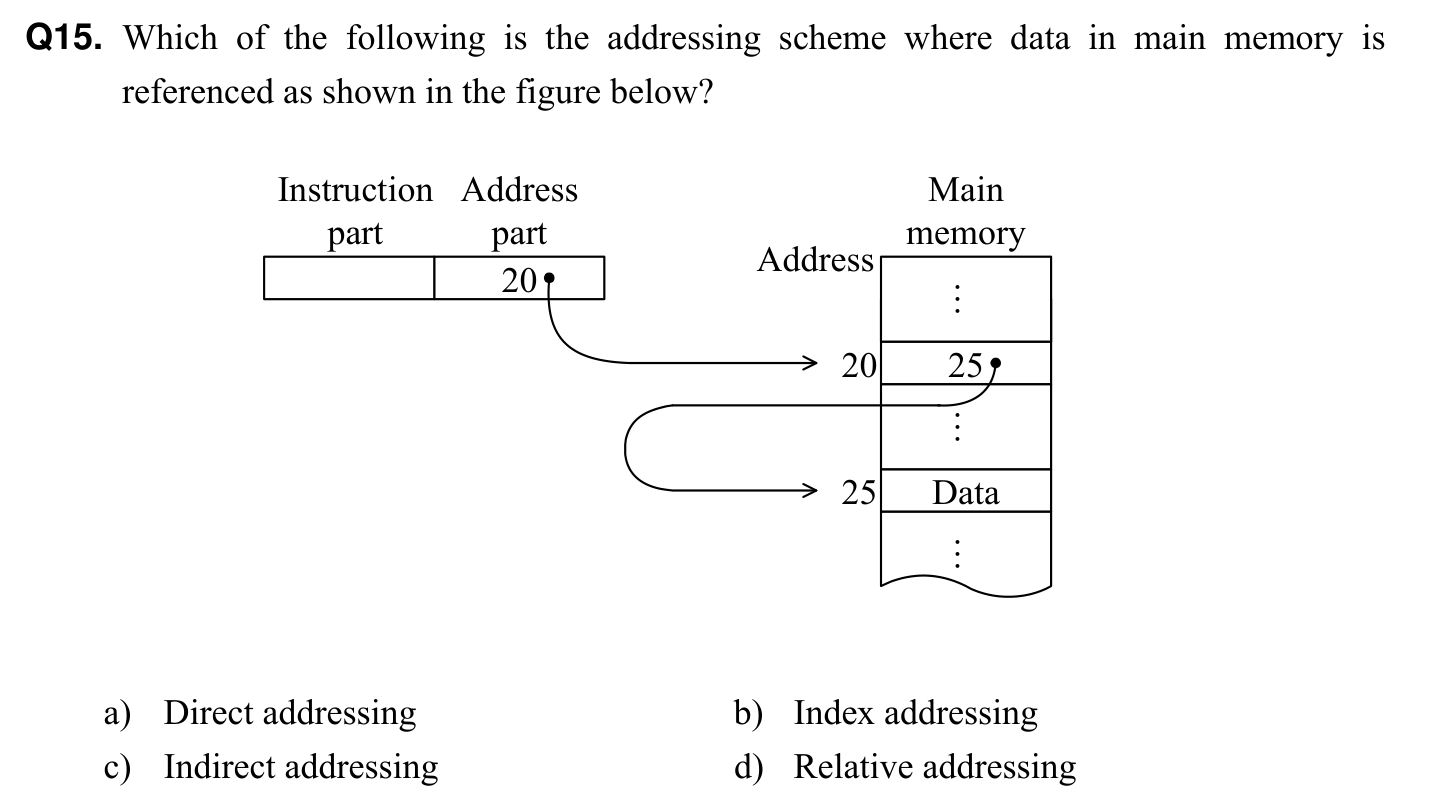 Q15. Which of the following is the addressing scheme where data in main memory is
referenced as shown in the figure below?
Instruction part
Address part
Main memory
Address
20
20
25
25
Data
a) Direct addressing
b) Index addressing
c) Indirect addressing
d) Relative addressing